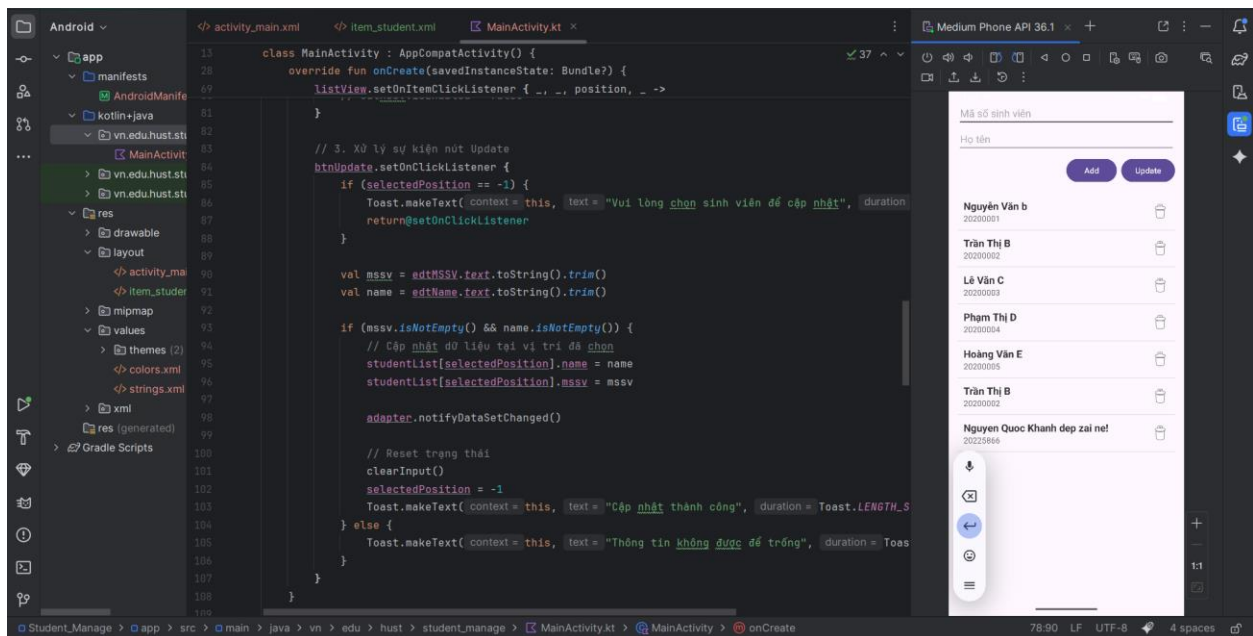 Android
activity_main.xml
item_student.xml
MainActivity.kt
Medium Phone API 36.1
app
manifests
AndroidManife
kotlin+java
vn.edu.hust.stu
MainActivit
vn.edu.hust.stu
vn.edu.hust.stu
res
drawable
layout
activity_mai
item_studer
mipmap
values
themes (2)
colors.xml
strings.xml
xml
res (generated)
Gradle Scripts
37
13 class MainActivity : AppCompatActivity() {
28 override fun onCreate(savedInstanceState: Bundle?) {
69 listView.setOnItemClickListener { _, _, position, _ ->
81 }
82
83 // 3. Xử lý sự kiện nút Update
84 btnUpdate.setOnClickListener {
85 if (selectedPosition == -1) {
86 Toast.makeText( context = this, text = "Vui lòng chọn sinh viên để cập nhật", duration
87 return@setOnClickListener
88 }
89
90 val mssv = edtMSSV.text.toString().trim()
91 val name = edtName.text.toString().trim()
92
93 if (mssv.isNotEmpty() && name.isNotEmpty()) {
94 // Cập nhật dữ liệu tại vị trí đã chọn
95 studentList[selectedPosition].name = name
96 studentList[selectedPosition].mssv = mssv
97
98 adapter.notifyDataSetChanged()
99
100 // Reset trạng thái
101 clearInput()
102 selectedPosition = -1
103 Toast.makeText( context = this, text = "Cập nhật thành công", duration = Toast.LENGTH_S
104 } else {
105 Toast.makeText( context = this, text = "Thông tin không được để trống", duration = Toas
106 }
107 }
108 }
109
Mã số sinh viên
Họ tên
Add
Update
Nguyễn Văn b
20200001
Trần Thị B
20200002
Lê Văn C
20200003
Phạm Thị D
20200004
Hoàng Văn E
20200005
Trần Thị B
20200002
Nguyen Quoc Khanh dep zai ne!
20225866
1:1
Student_Manage > app > src > main > java > vn > edu > hust > student_manage > MainActivity.kt > MainActivity > onCreate
78:90 LF UTF-8 4 spaces